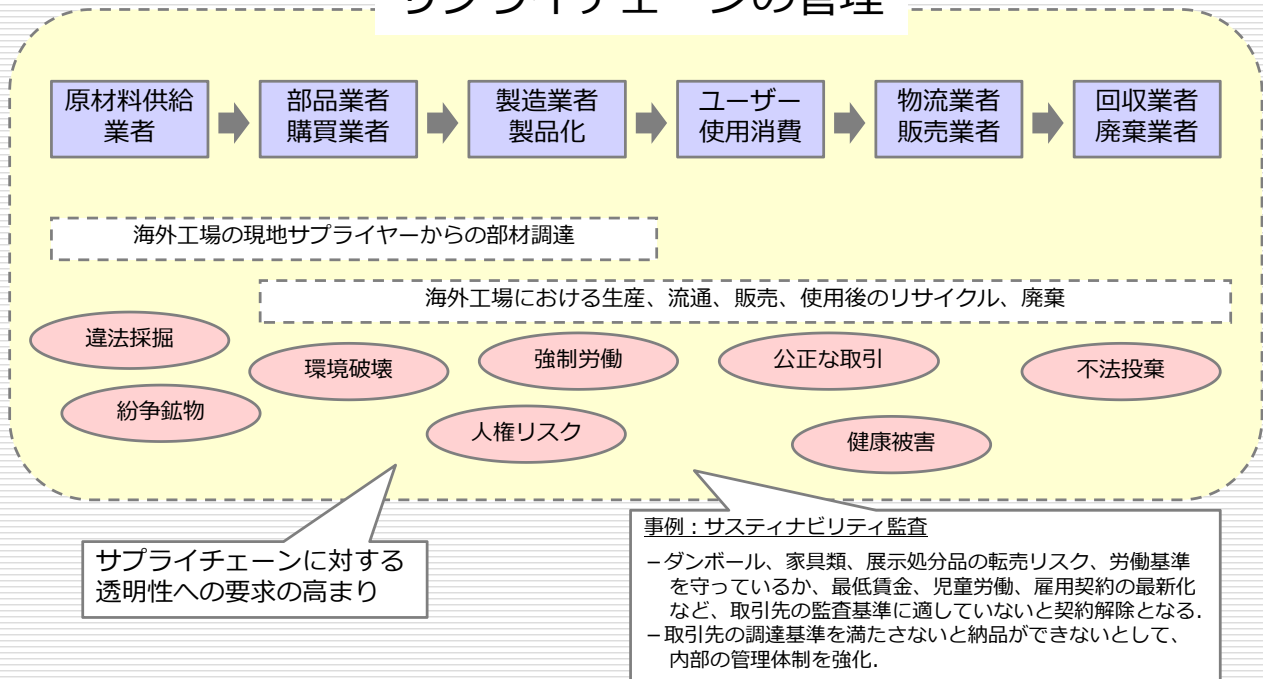 サプライチェーンの管理
原材料供給
業者
部品業者
購買業者
製造業者
製品化
ユーザー
使用消費
物流業者
販売業者
回収業者
廃棄業者
海外工場の現地サプライヤーからの部材調達
海外工場における生産、流通、販売、使用後のリサイクル、廃棄
違法採掘
環境破壊
強制労働
公正な取引
不法投棄
紛争鉱物
人権リスク
健康被害
サプライチェーンに対する
透明性への要求の高まり
事例：サスティナビリティ監査
－ダンボール、家具類、展示処分品の転売リスク、労働基準
を守っているか、最低賃金、児童労働、雇用契約の最新化
など、取引先の監査基準に適していないと契約解除となる.
－取引先の調達基準を満たさないと納品ができないとして、
内部の管理体制を強化.